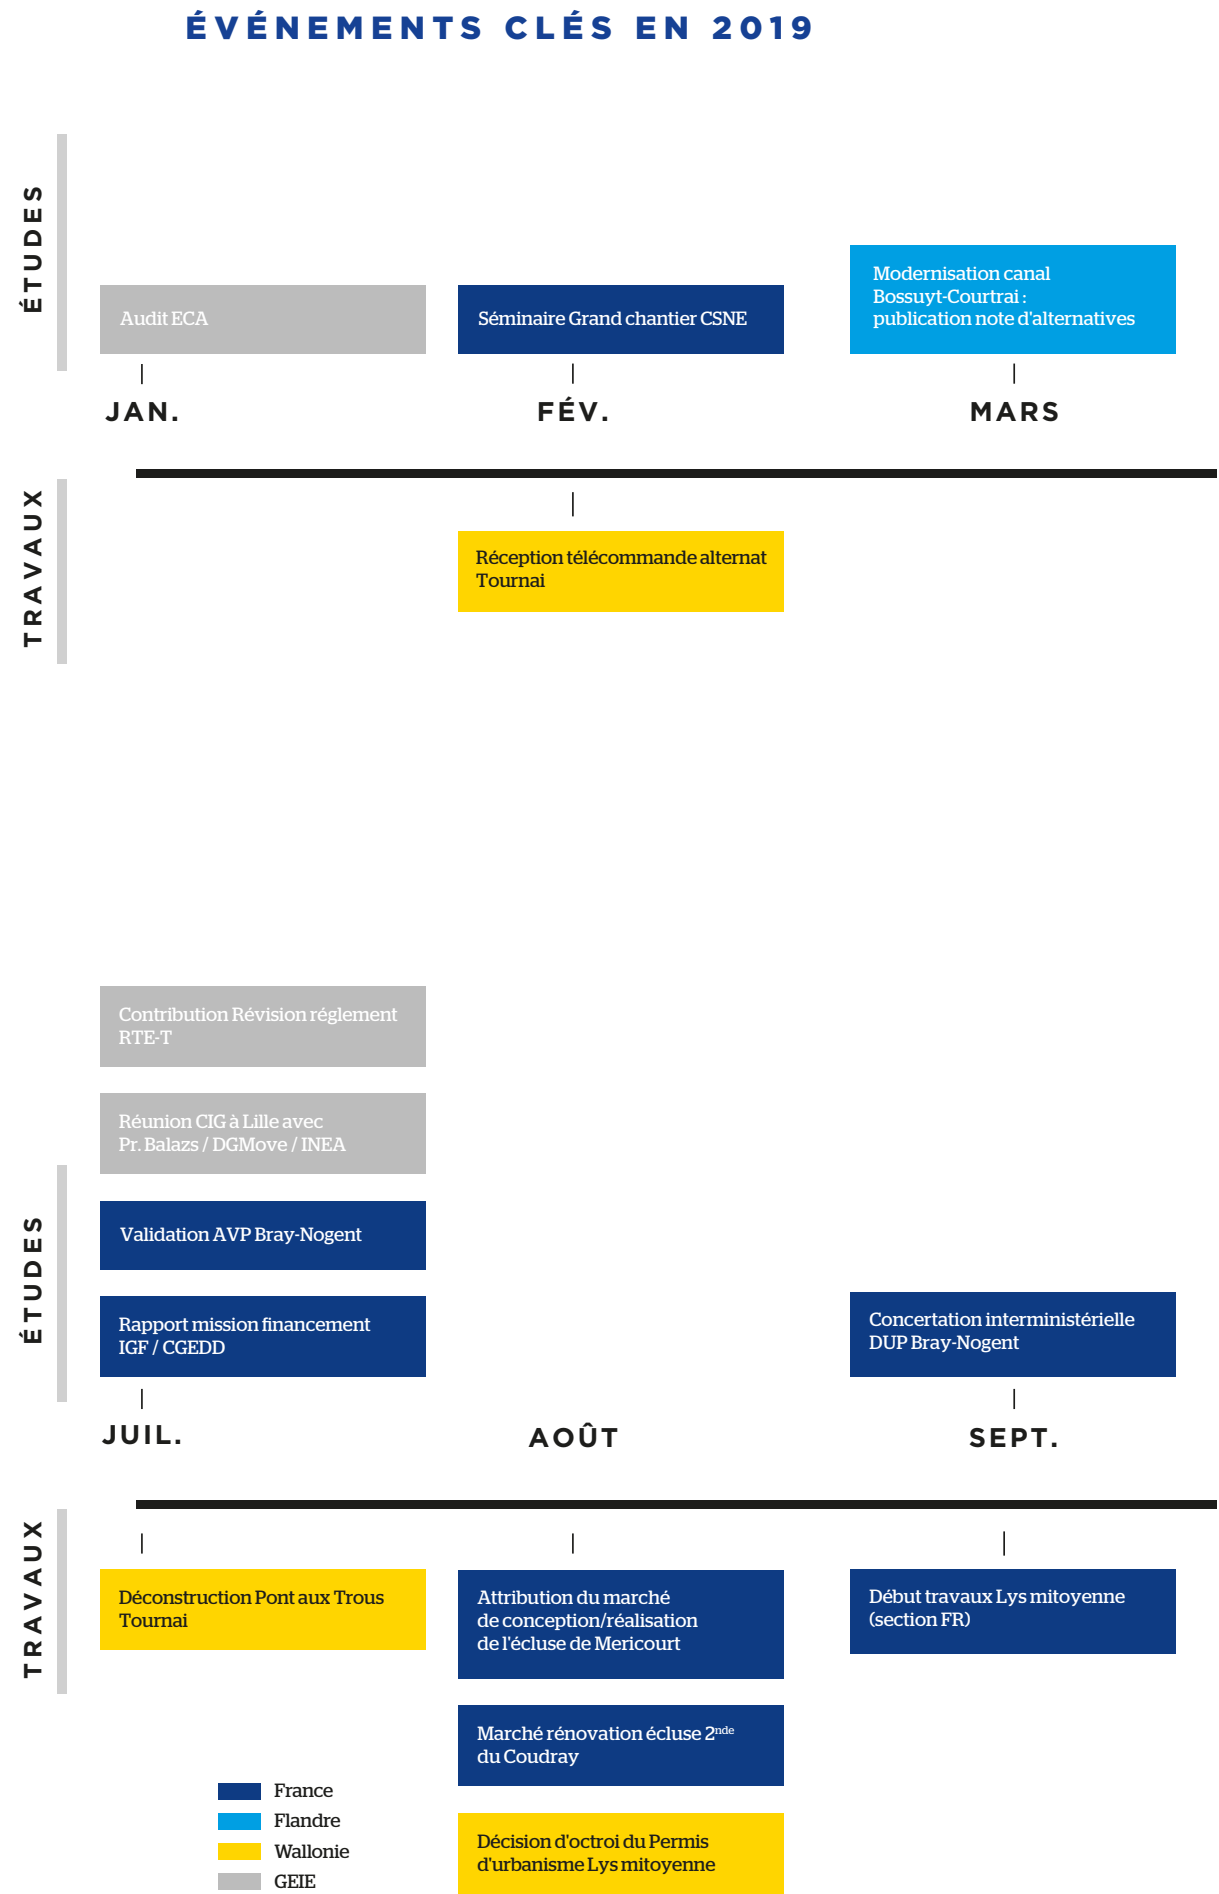 ÉVÉNEMENTS CLÉS EN 2019
ÉTUDES
Audit ECA
Séminaire Grand chantier CSNE
Modernisation canal
Bossuyt-Courtrai :
publication note d'alternatives
JAN.
FÉV.
MARS
TRAVAUX
Réception télécommande alternat
Tournai
Contribution Révision réglement
RTE-T
Réunion CIG à Lille avec
Pr. Balazs / DGMove / INEA
ÉTUDES
Validation AVP Bray-Nogent
Rapport mission financement
IGF / CGEDD
Concertation interministérielle
DUP Bray-Nogent
JUIL.
AOÛT
SEPT.
TRAVAUX
Déconstruction Pont aux Trous
Tournai
Attribution du marché
de conception/réalisation
de l'écluse de Mericourt
Début travaux Lys mitoyenne
(section FR)
Marché rénovation écluse 2nde
du Coudray
Décision d'octroi du Permis
d'urbanisme Lys mitoyenne
France
Flandre
Wallonie
GEIE